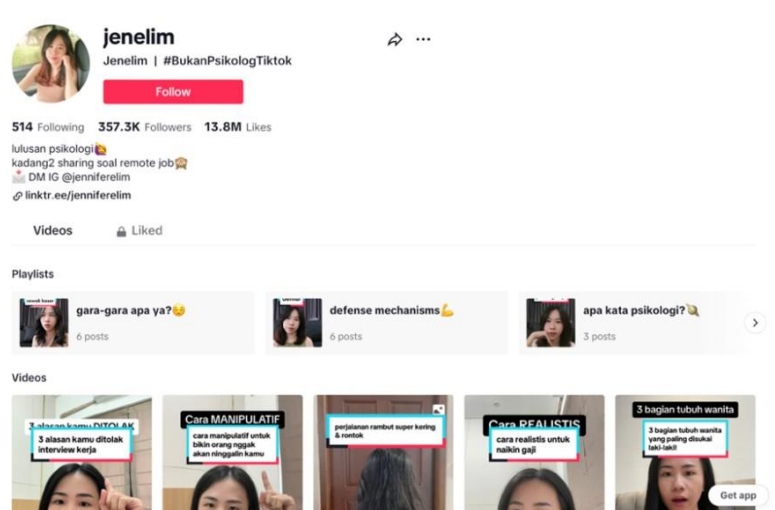 jenelim
Jenelim | #BukanPsikologTiktok
Follow
514 Following 357.3K Followers 13.8M Likes
lulusan psikologi🙋
kadang2 sharing soal remote job🙈
📩 DM IG @jenniferelim
linktr.ee/jenniferelim
Videos Liked
Playlists
gara-gara apa ya?😌
6 posts
defense mechanisms💪
6 posts
apa kata psikologi?
3 posts
Videos
3 alasan kamu DITOLAK
3 alasan kamu ditolak
interview kerja
Cara MANIPULATIF
cara manipulatif untuk
bikin orang nggak
akan ninggalin kamu
perjalanan rambut super kering
& rontok
Cara REALISTIS
cara realistis untuk
naikin gaji
3 bagian tubuh wanita
3 bagian tubuh wanita
yang paling disukai
laki-laki!
Get app